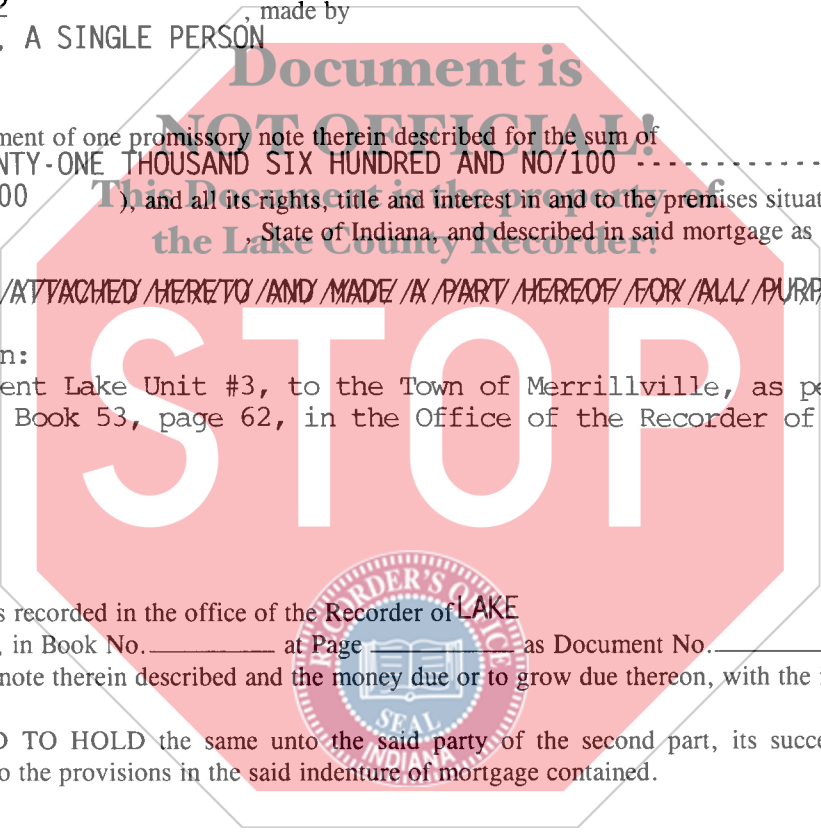 , made by
, A SINGLE PERSON
Document is
NOT OFFICIAL!
ment of one promissory note therein described for the sum of
NTY-ONE THOUSAND SIX HUNDRED AND NO/100 - - - - - - - - - - -
00 ), and all its rights, title and interest in and to the premises situat
This Document is the property of
, State of Indiana, and described in said mortgage as
the Lake County Recorder!
/ATTACHED/HERETO/AND/MADE/A/PART/HEREOF/FOR/ALL/PURP
STOP
n:
ent Lake Unit #3, to the Town of Merrillville, as pe
Book 53, page 62, in the Office of the Recorder of
RECORDER'S OFFICE
s recorded in the office of the Recorder of LAKE
, in Book No.__________ at Page __________ as Document No.__________
note therein described and the money due or to grow due thereon, with the i
SEAL
INDIANA
D TO HOLD the same unto the said party of the second part, its succe
o the provisions in the said indenture of mortgage contained.